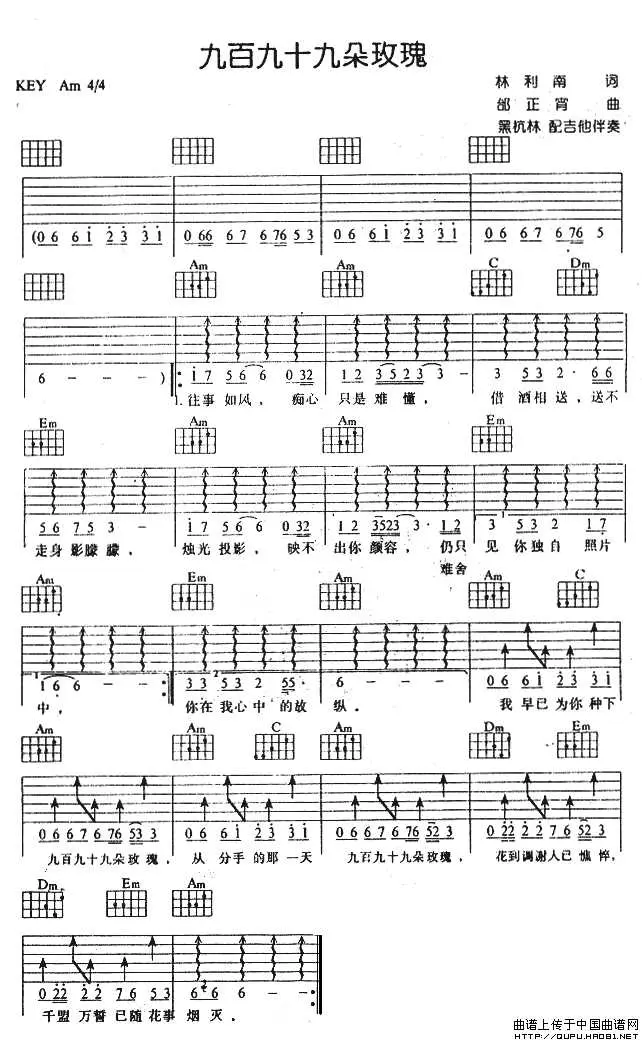 九百九十九朵玫瑰
KEY Am 4/4
林利南 词
邰正宵 曲
黑杭林 配吉他伴奏
(0 6 6 i 2 3 3 i 0 66 6 7 6 76 5 3 0 6 6 i 2 3 3 i 0 66 6 7 6 76 5
Am Am C Dm
6 - - - ) : i 7 5 6 6 0 32 1 2 3 5 2 3 3 - 3 5 3 2 · 6 6
1.往事如风， 痴心 只是难懂， 借酒相送，送不
Em Am Am Em
5 6 7 5 3 - i 7 5 6 6 0 32 1 2 3523 3 · 1 2 3 5 3 2 1 7
走身影朦朦， 烛光投影， 映不 出你颜容， 仍只 见你独自 照片
难舍
Am Em Am Am C
1 6 6 - - : 3 3 5 3 2 55 6 - - - 0 6 6 i 2 3 3 i
中， 你在我心中的放 纵。 我早已为你种下
Am Am C Am Dm Em
0 6 6 7 6 76 53 3 0 6 6 i 2 3 3 i 0 6 6 7 6 76 52 3 0 22 2 2 7 6 52 3
九百九十九朵玫瑰， 从分手的那一天 九百九十九朵玫瑰， 花到调谢人已憔悴，
Dm Em Am
0 22 2 2 7 6 5 3 6 6 - -
千盟万誓已随花事烟灭。
曲谱上传于中国曲谱网
HTTP://QUPU.HAO81.NET